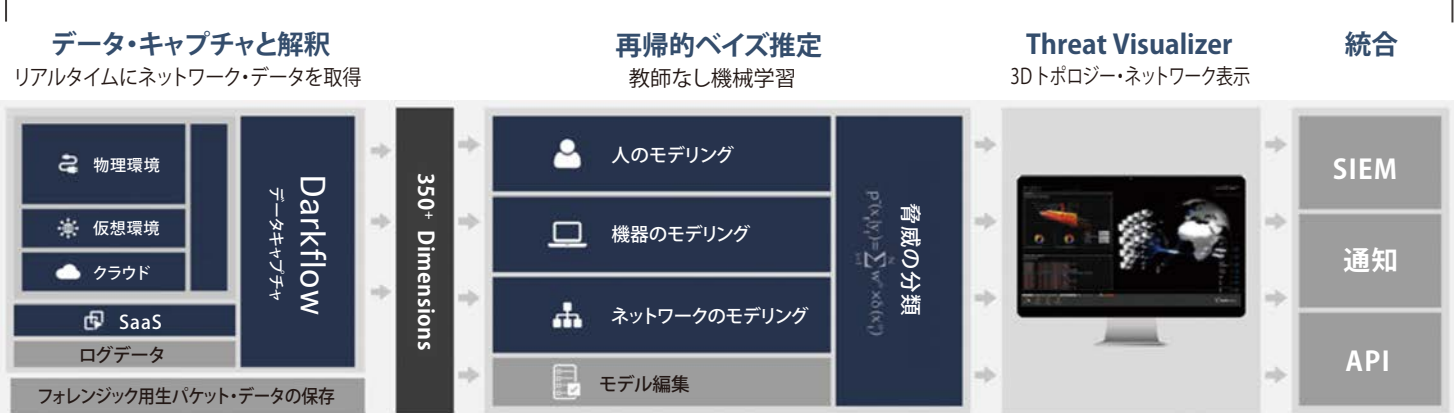 データ・キャプチャと解釈
リアルタイムにネットワーク・データを取得
物理環境
仮想環境
クラウド
SaaS
ログデータ
フォレンジック用生パケット・データの保存
Darkflow
データキャプチャ
350+ Dimensions
再帰的ベイズ推定
教師なし機械学習
人のモデリング
機器のモデリング
ネットワークのモデリング
モデル編集
脅威の分類
Threat Visualizer
3Dトポロジー・ネットワーク表示
統合
SIEM
通知
API